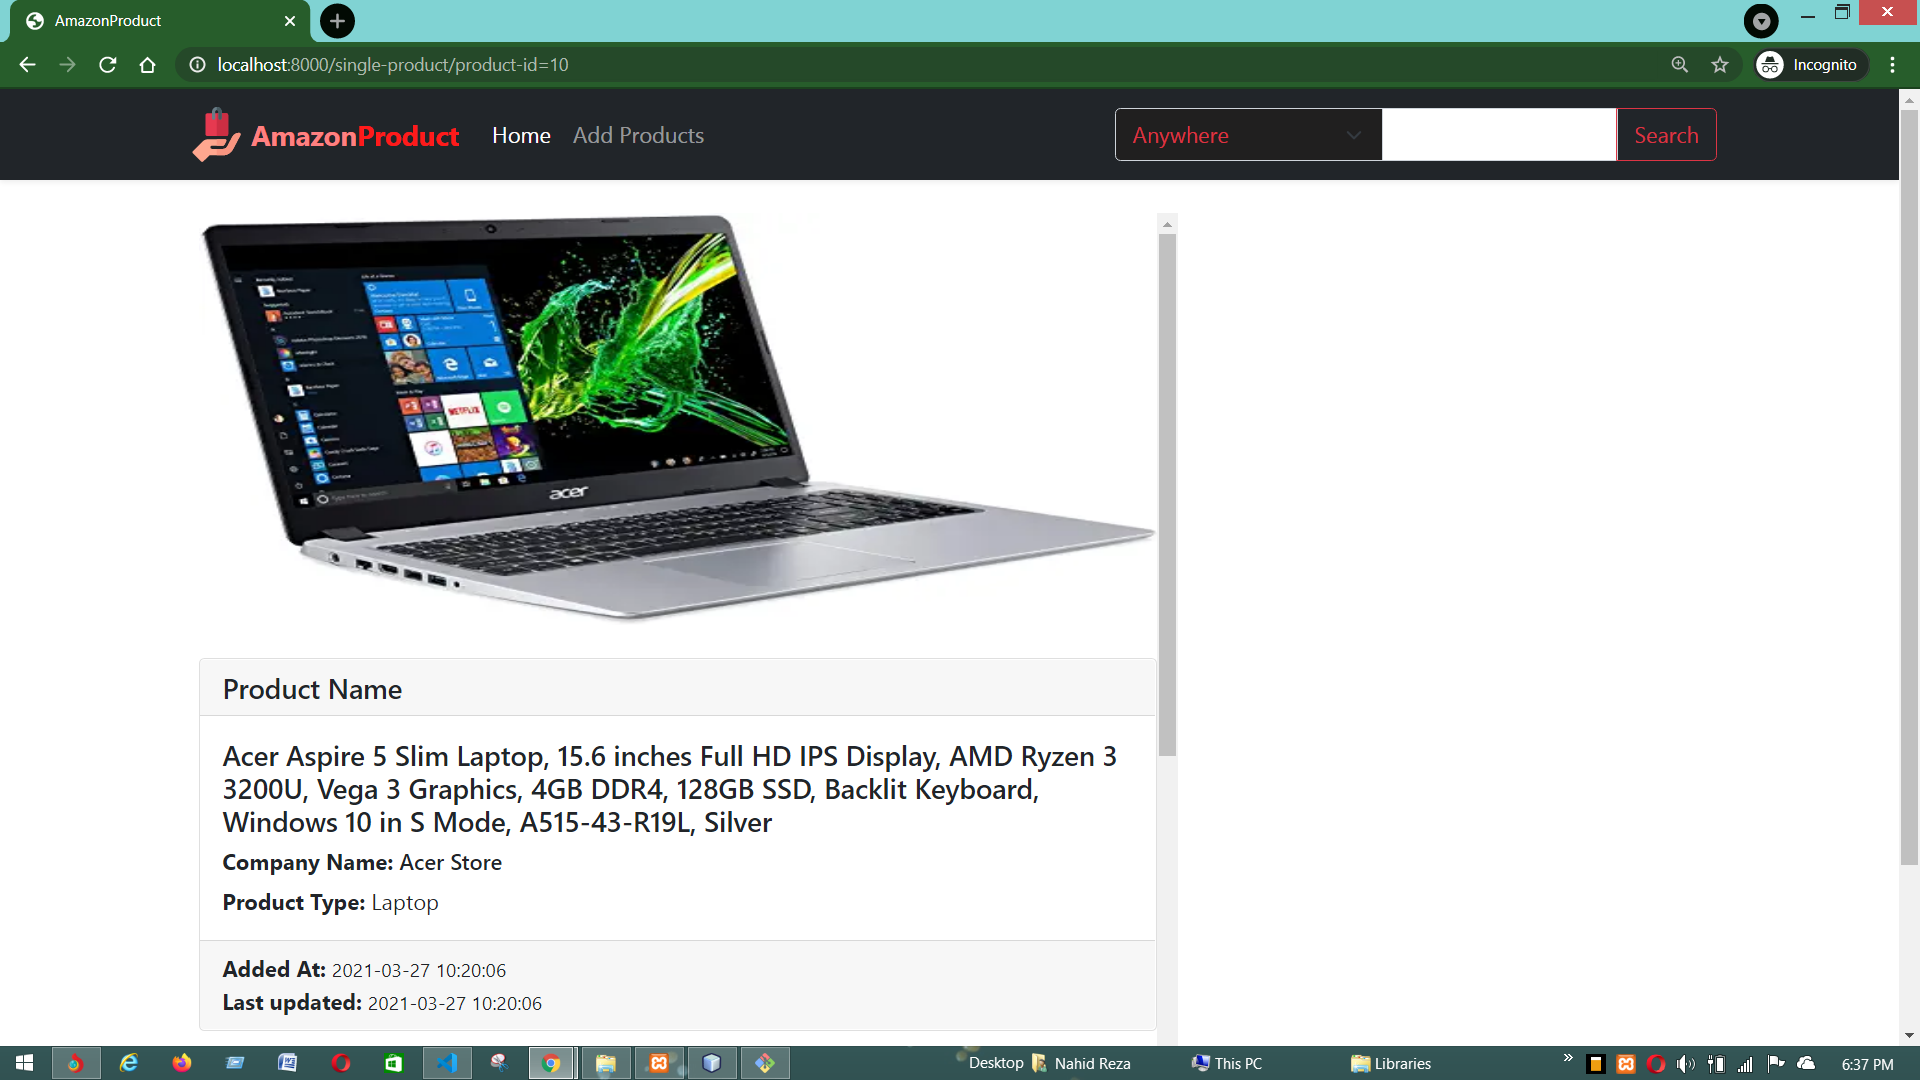 AmazonProduct
localhost:8000/single-product/product-id=10
Incognito
AmazonProduct
Home
Add Products
Anywhere
Search
NETFLIX
acer
Product Name
Acer Aspire 5 Slim Laptop, 15.6 inches Full HD IPS Display, AMD Ryzen 3
3200U, Vega 3 Graphics, 4GB DDR4, 128GB SSD, Backlit Keyboard,
Windows 10 in S Mode, A515-43-R19L, Silver
Company Name: Acer Store
Product Type: Laptop
Added At: 2021-03-27 10:20:06
Last updated: 2021-03-27 10:20:06
Desktop
Nahid Reza
This PC
Libraries
6:37 PM